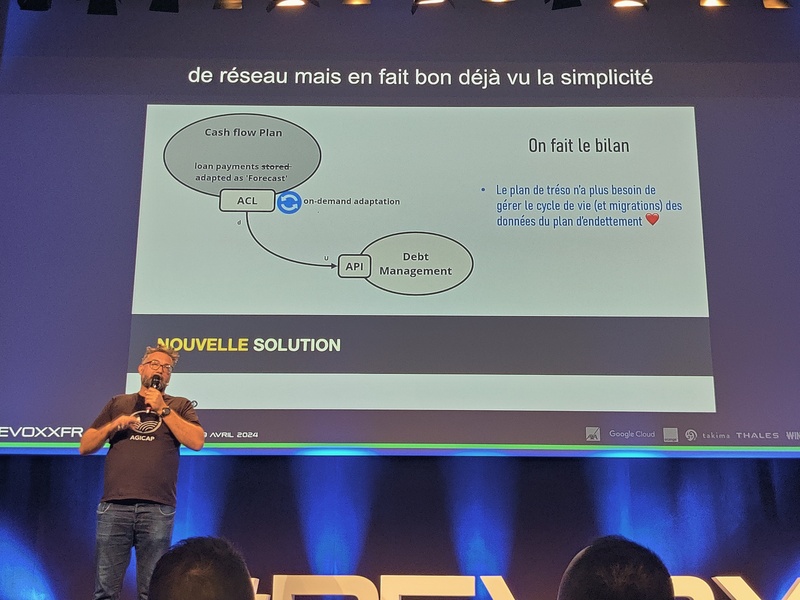 de réseau mais en fait bon déjà vu la simplicité
Cash flow Plan
loan payments stored
adapted as 'Forecast'
ACL
on-demand adaptation
d
U
API
Debt
Management
On fait le bilan
• Le plan de tréso n'a plus besoin de
gérer le cycle de vie (et migrations) des
données du plan d'endettement ❤️
NOUVELLE SOLUTION
AGICAP
EVOXXFR
AVRIL 2024
AXA
Google Cloud
takima
THALES
WIN
#DEVOXX